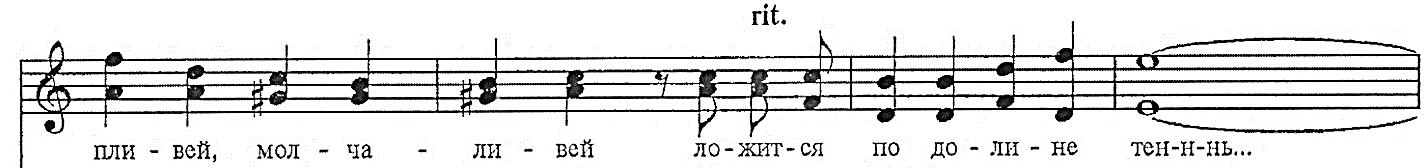 rit.
пли - вей, мол - ча - ли - вей ло-жит-ся по до - ли - не тен-н-нь...